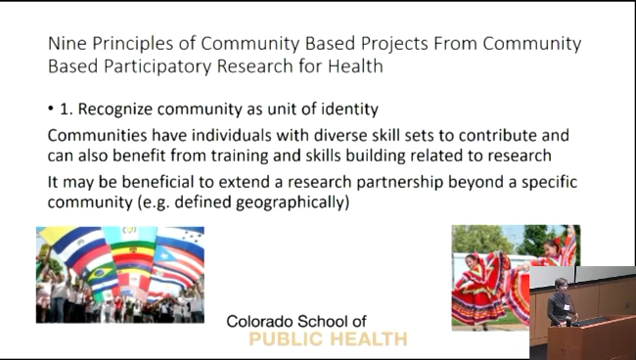 Nine Principles of Community Based Projects From Community
Based Participatory Research for Health
• 1. Recognize community as unit of identity
Communities have individuals with diverse skill sets to contribute and
can also benefit from training and skills building related to research
It may be beneficial to extend a research partnership beyond a specific
community (e.g. defined geographically)
Colorado School of
PUBLIC HEALTH